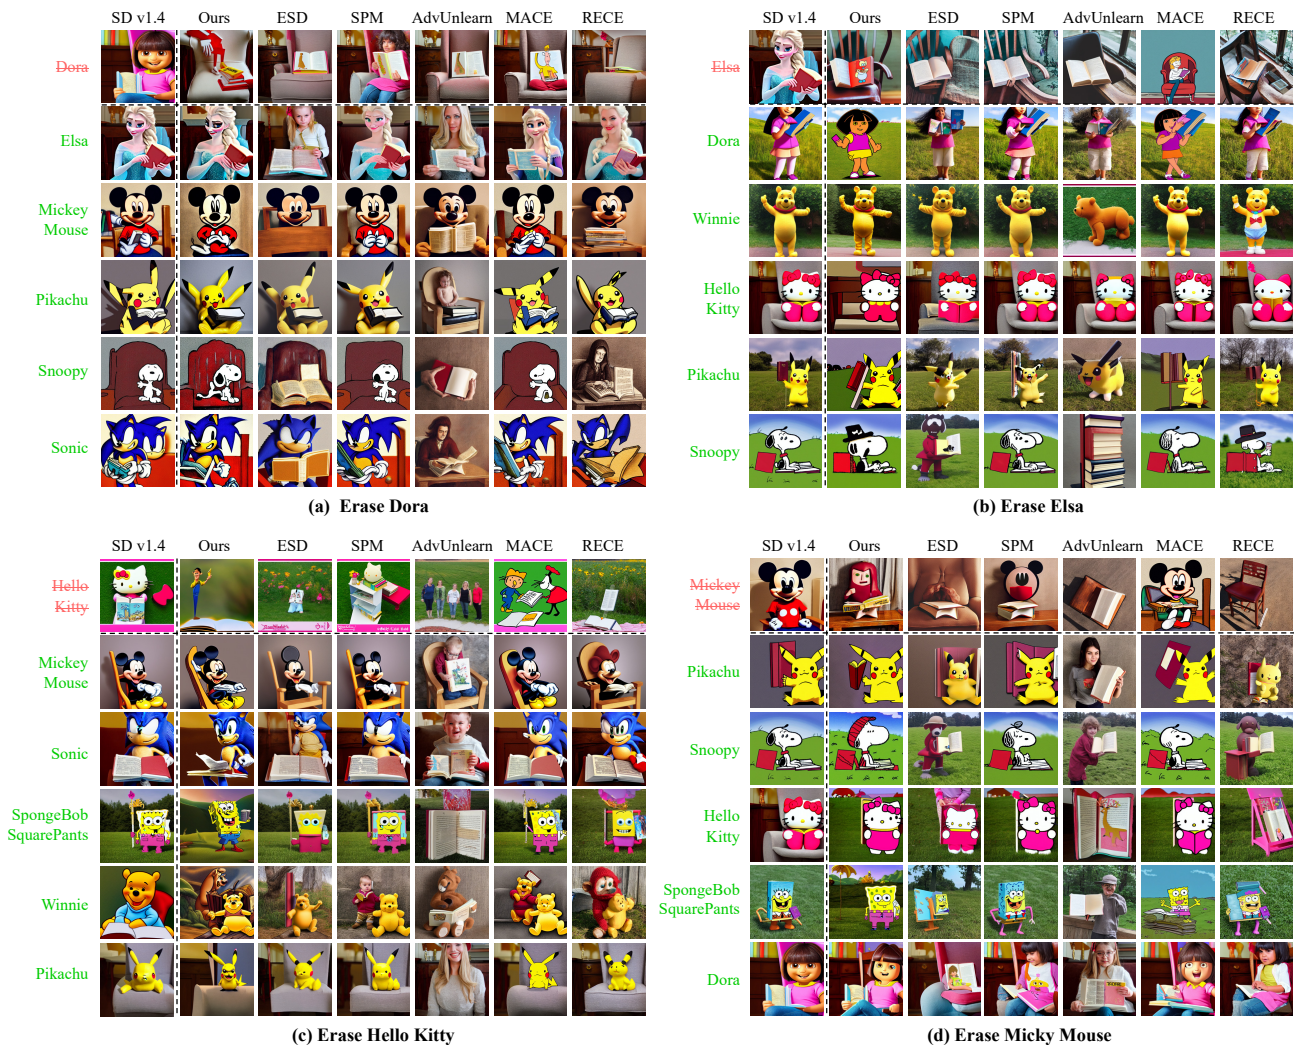 SD v1.4 Ours ESD SPM AdvUnlearn MACE RECE
Dora
Elsa
Mickey
Mouse
Pikachu
Snoopy
Sonic
(a) Erase Dora
SD v1.4 Ours ESD SPM AdvUnlearn MACE RECE
Elsa
Dora
Winnie
Hello
Kitty
Pikachu
Snoopy
(b) Erase Elsa
SD v1.4 Ours ESD SPM AdvUnlearn MACE RECE
Hello
Kitty
Mickey
Mouse
Sonic
SpongeBob
SquarePants
Winnie
Pikachu
(c) Erase Hello Kitty
SD v1.4 Ours ESD SPM AdvUnlearn MACE RECE
Mickey
Mouse
Pikachu
Snoopy
Hello
Kitty
SpongeBob
SquarePants
Dora
(d) Erase Micky Mouse